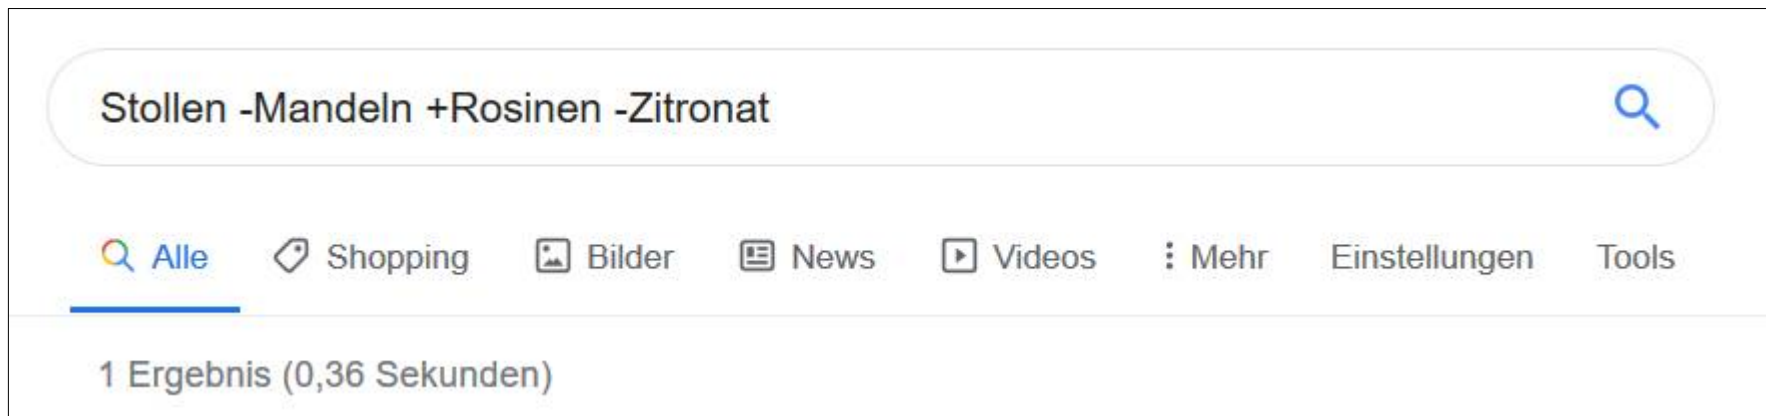 Stollen -Mandeln +Rosinen -Zitronat
Alle Shopping Bilder News Videos Mehr Einstellungen Tools
1 Ergebnis (0,36 Sekunden)